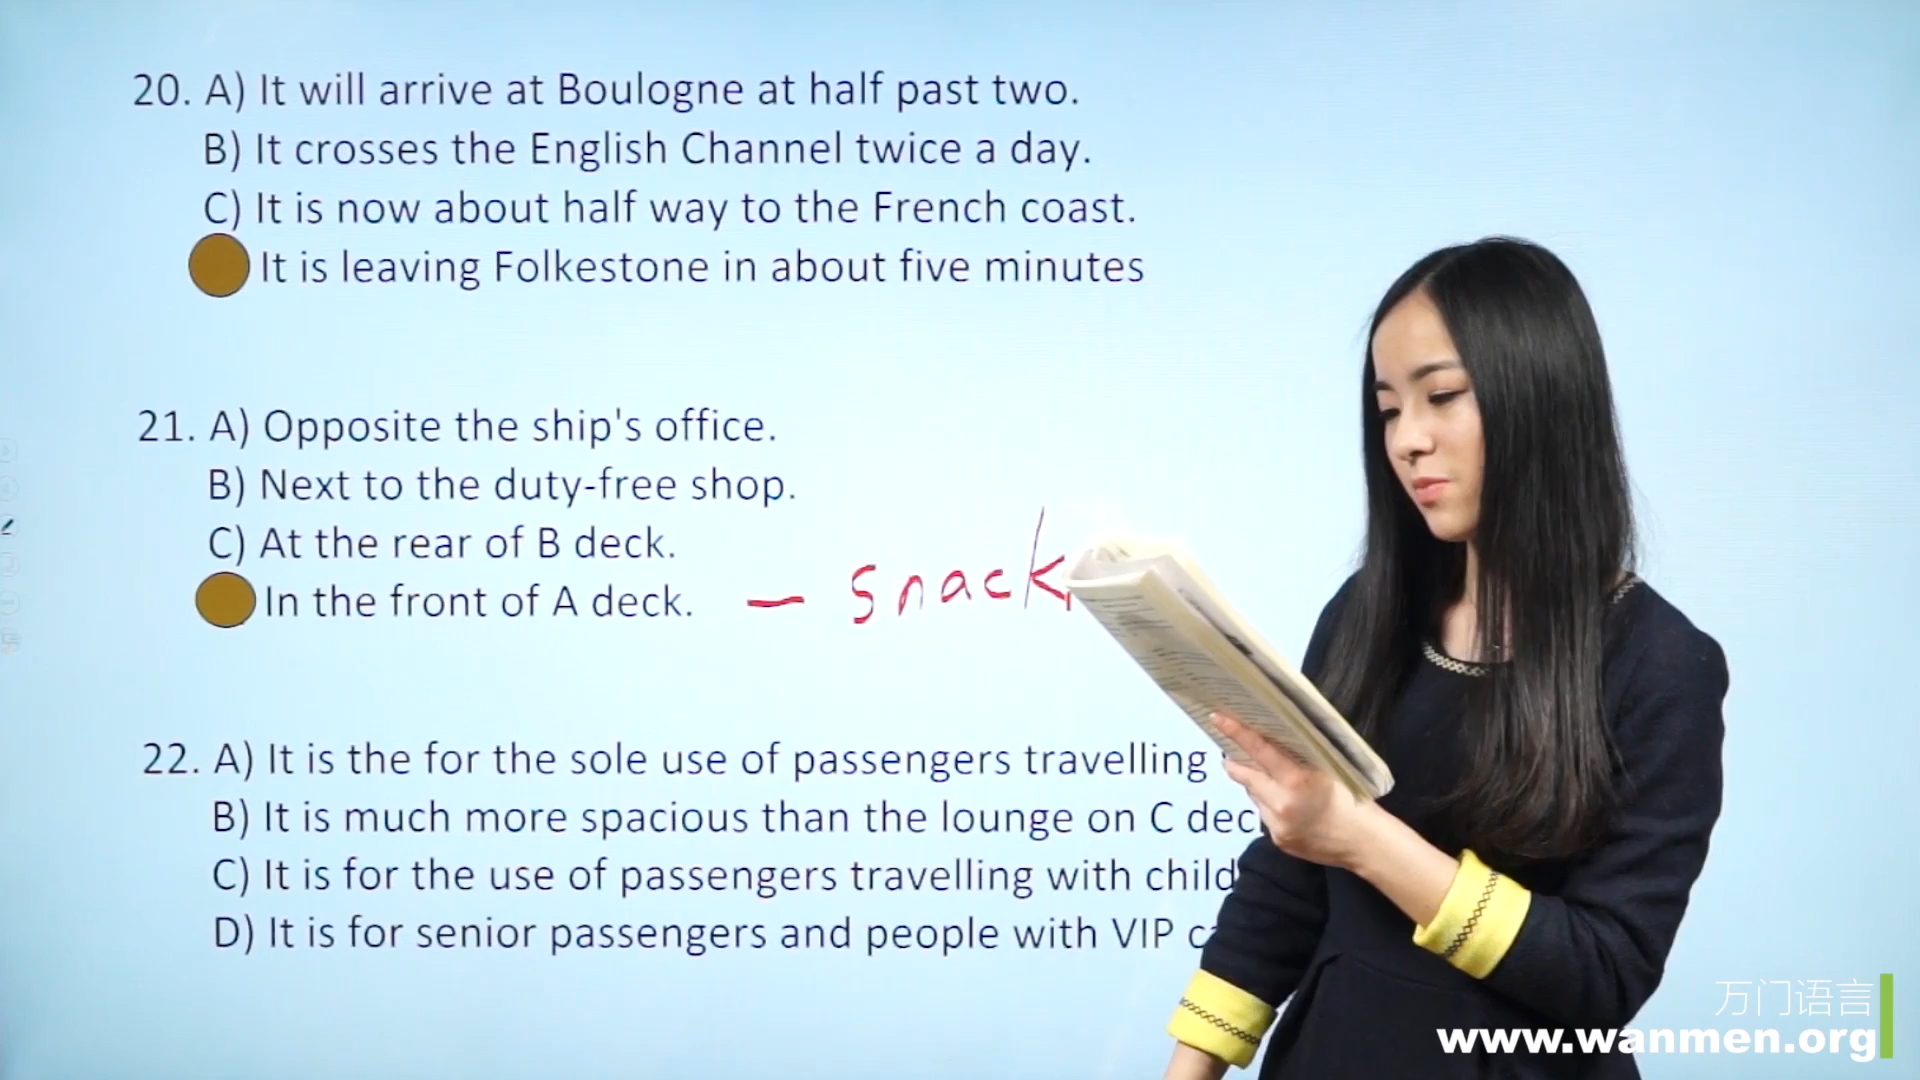 20. A) It will arrive at Boulogne at half past two.
B) It crosses the English Channel twice a day.
C) It is now about half way to the French coast.
It is leaving Folkestone in about five minutes
21. A) Opposite the ship's office.
B) Next to the duty-free shop.
C) At the rear of B deck.
In the front of A deck. — snack
22. A) It is the for the sole use of passengers travelling
B) It is much more spacious than the lounge on C
C) It is for the use of passengers travelling with
D) It is for senior passengers and people with VIP
万门语言
www.wanmen.org